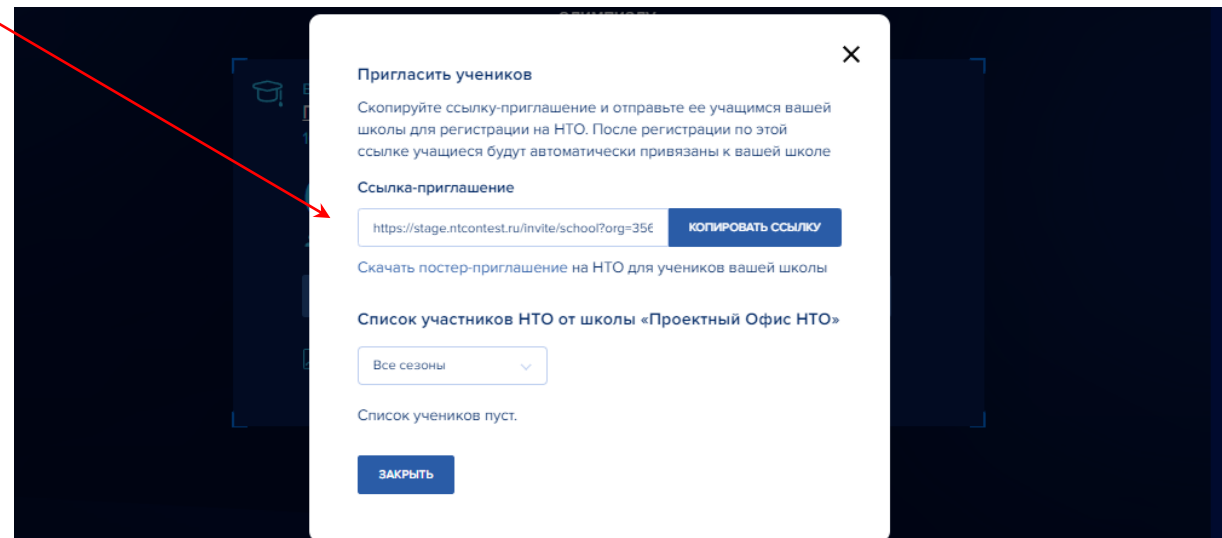 Пригласить учеников
Скопируйте ссылку-приглашение и отправьте ее учащимся вашей
школы для регистрации на НТО. После регистрации по этой
ссылке учащиеся будут автоматически привязаны к вашей школе
Ссылка-приглашение
https://stage.ntcontest.ru/invite/school?org=356 КОПИРОВАТЬ ССЫЛКУ
Скачать постер-приглашение на НТО для учеников вашей школы
Список участников НТО от школы «Проектный Офис НТО»
Все сезоны
Список учеников пуст.
ЗАКРЫТЬ